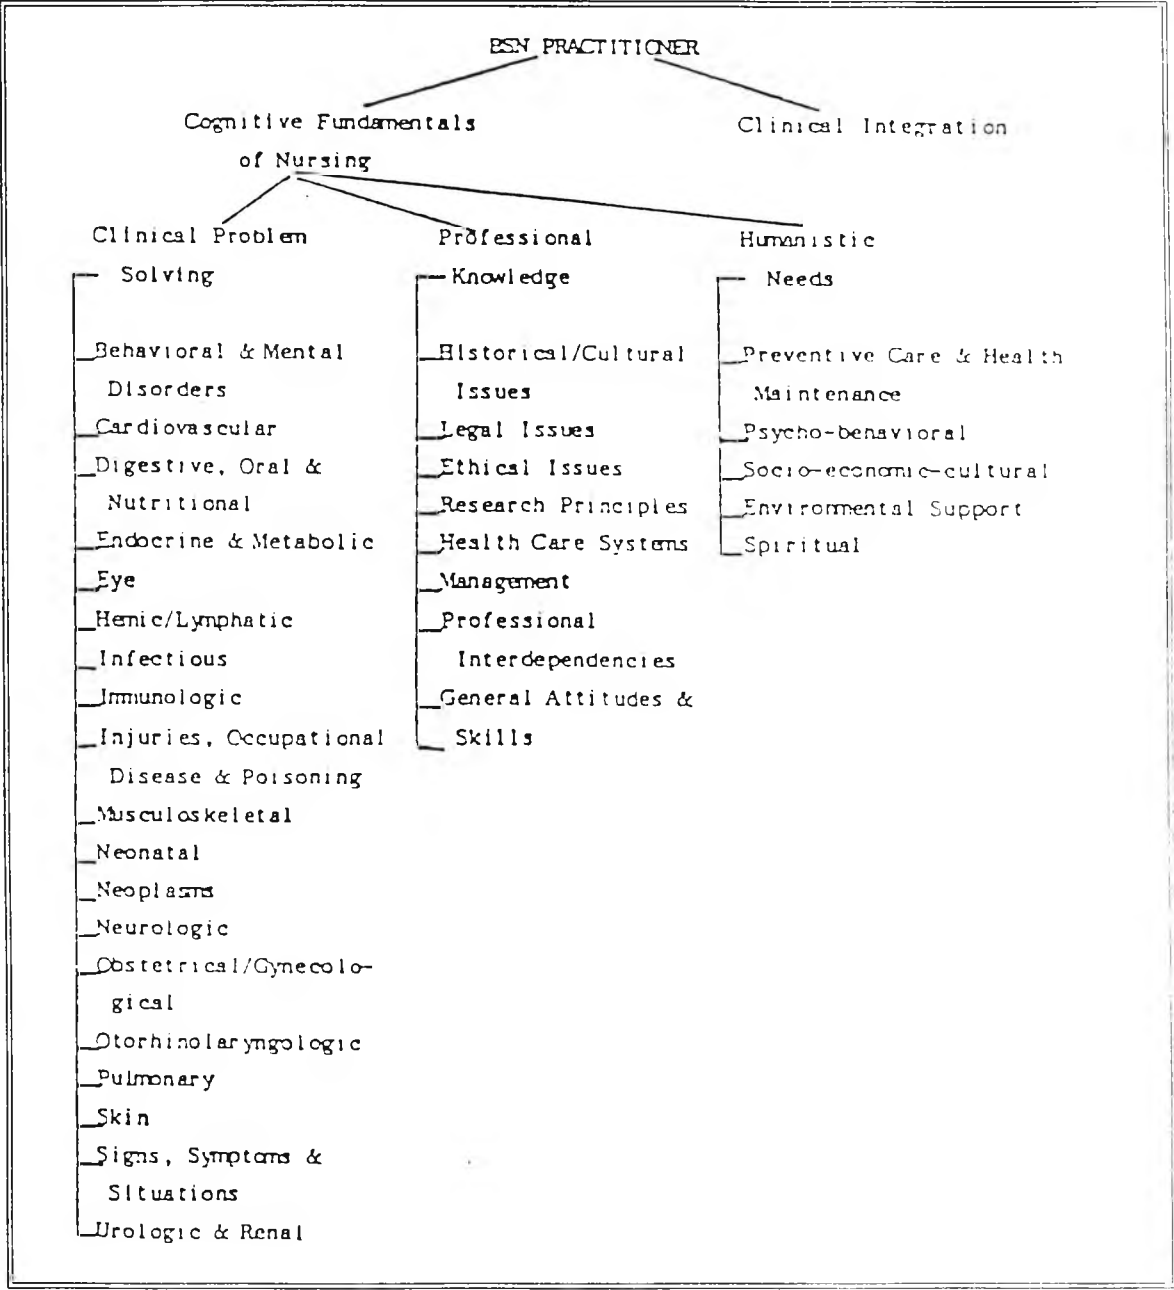 BSN PRACTITIONER
Cognitive Fundamentals
of Nursing
Clinical Integration
Clinical Problem
Solving
Behavioral & Mental
Disorders
Cardiovascular
Digestive, Oral &
Nutritional
Endocrine & Metabolic
Eye
Hemic/Lymphatic
Infectious
Immunologic
Injuries, Occupational
Disease & Poisoning
Musculoskeletal
Neonatal
Neoplasms
Neurologic
Obstetrical/Gynecolo-
gical
Otorhinolaryngologic
Pulmonary
Skin
Signs, Symptoms &
Situations
Urologic & Renal
Professional
Knowledge
Historical/Cultural
Issues
Legal Issues
Ethical Issues
Research Principles
Health Care Systems
Management
Professional
Interdependencies
General Attitudes &
Skills
Humanistic
Needs
Preventive Care & Health
Maintenance
Psycho-behavioral
Socio-economic-cultural
Environmental Support
Spiritual